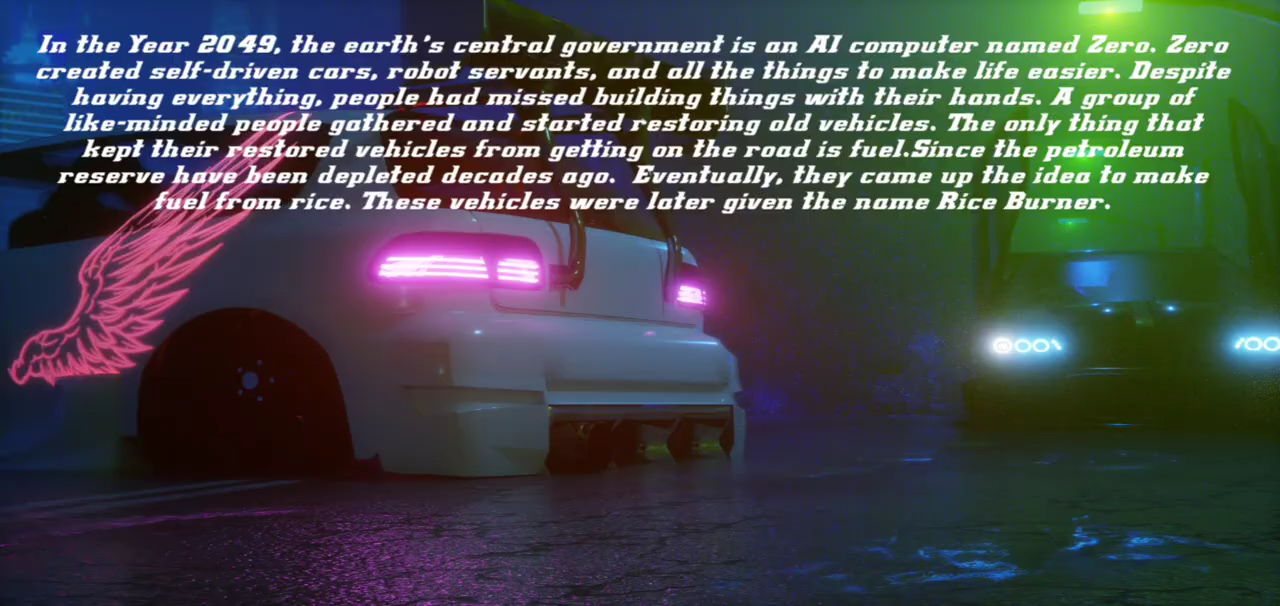 In the Year 2049, the earth's central government is an AI computer named Zero. Zero
created self-driven cars, robot servants, and all the things to make life easier. Despite
having everything, people had missed building things with their hands. A group of
like-minded people gathered and started restoring old vehicles. The only thing that
kept their restored vehicles from getting on the road is fuel.Since the petroleum
reserve have been depleted decades ago.  Eventually, they came up the idea to make
fuel from rice. These vehicles were later given the name Rice Burner.